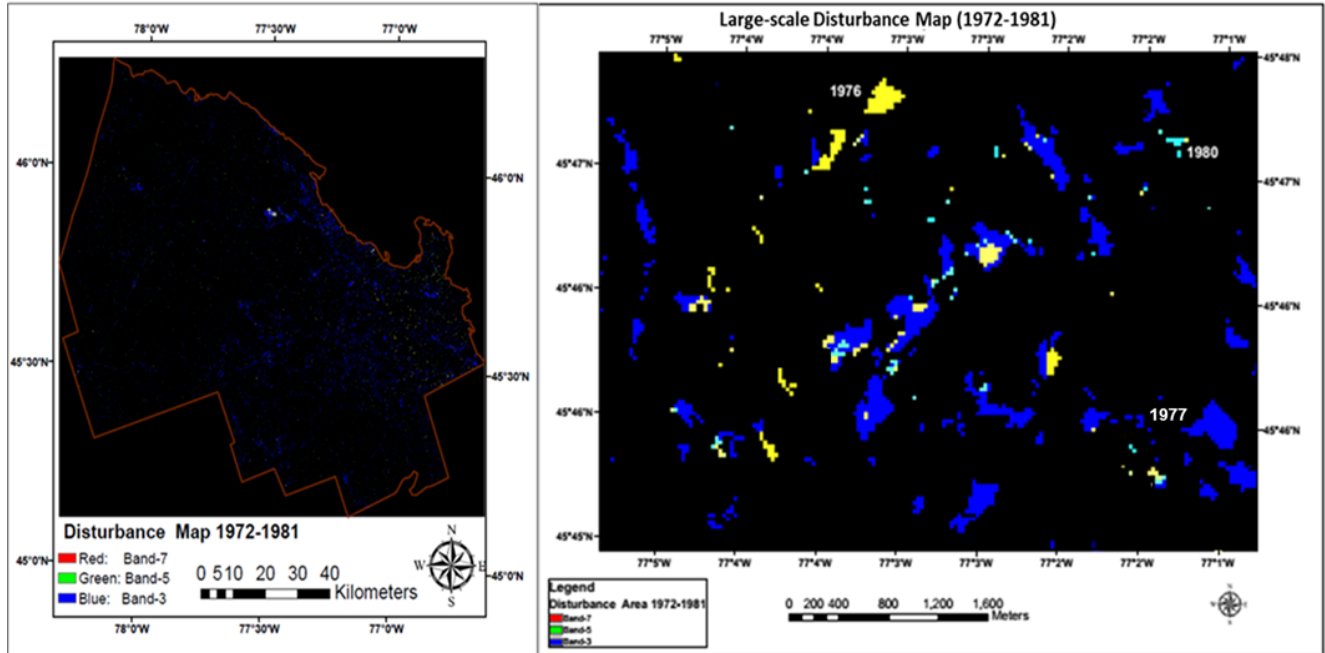 78°0'W 77°30'W 77°0'W
46°0'N
46°0'N
45°30'N
45°30'N
Disturbance Map 1972-1981
Red: Band-7
Green: Band-5
Blue: Band-3
0 5 10 20 30 40
Kilometers
N
W E
S
45°0'N
45°0'N
78°0'W 77°30'W 77°0'W
Large-scale Disturbance Map (1972-1981)
77°5'W 77°4'W 77°4'W 77°3'W 77°3'W 77°2'W 77°2'W 77°1'W
45°48'N
1976
1980
45°47'N
45°47'N
45°46'N
45°46'N
1977
45°46'N
45°46'N
45°45'N
77°5'W 77°4'W 77°4'W 77°3'W 77°3'W 77°2'W 77°2'W 77°1'W
Legend
Disturbance Area 1972-1981
Band-7
Band-5
Band-3
0 200 400 800 1,200 1,600
Meters